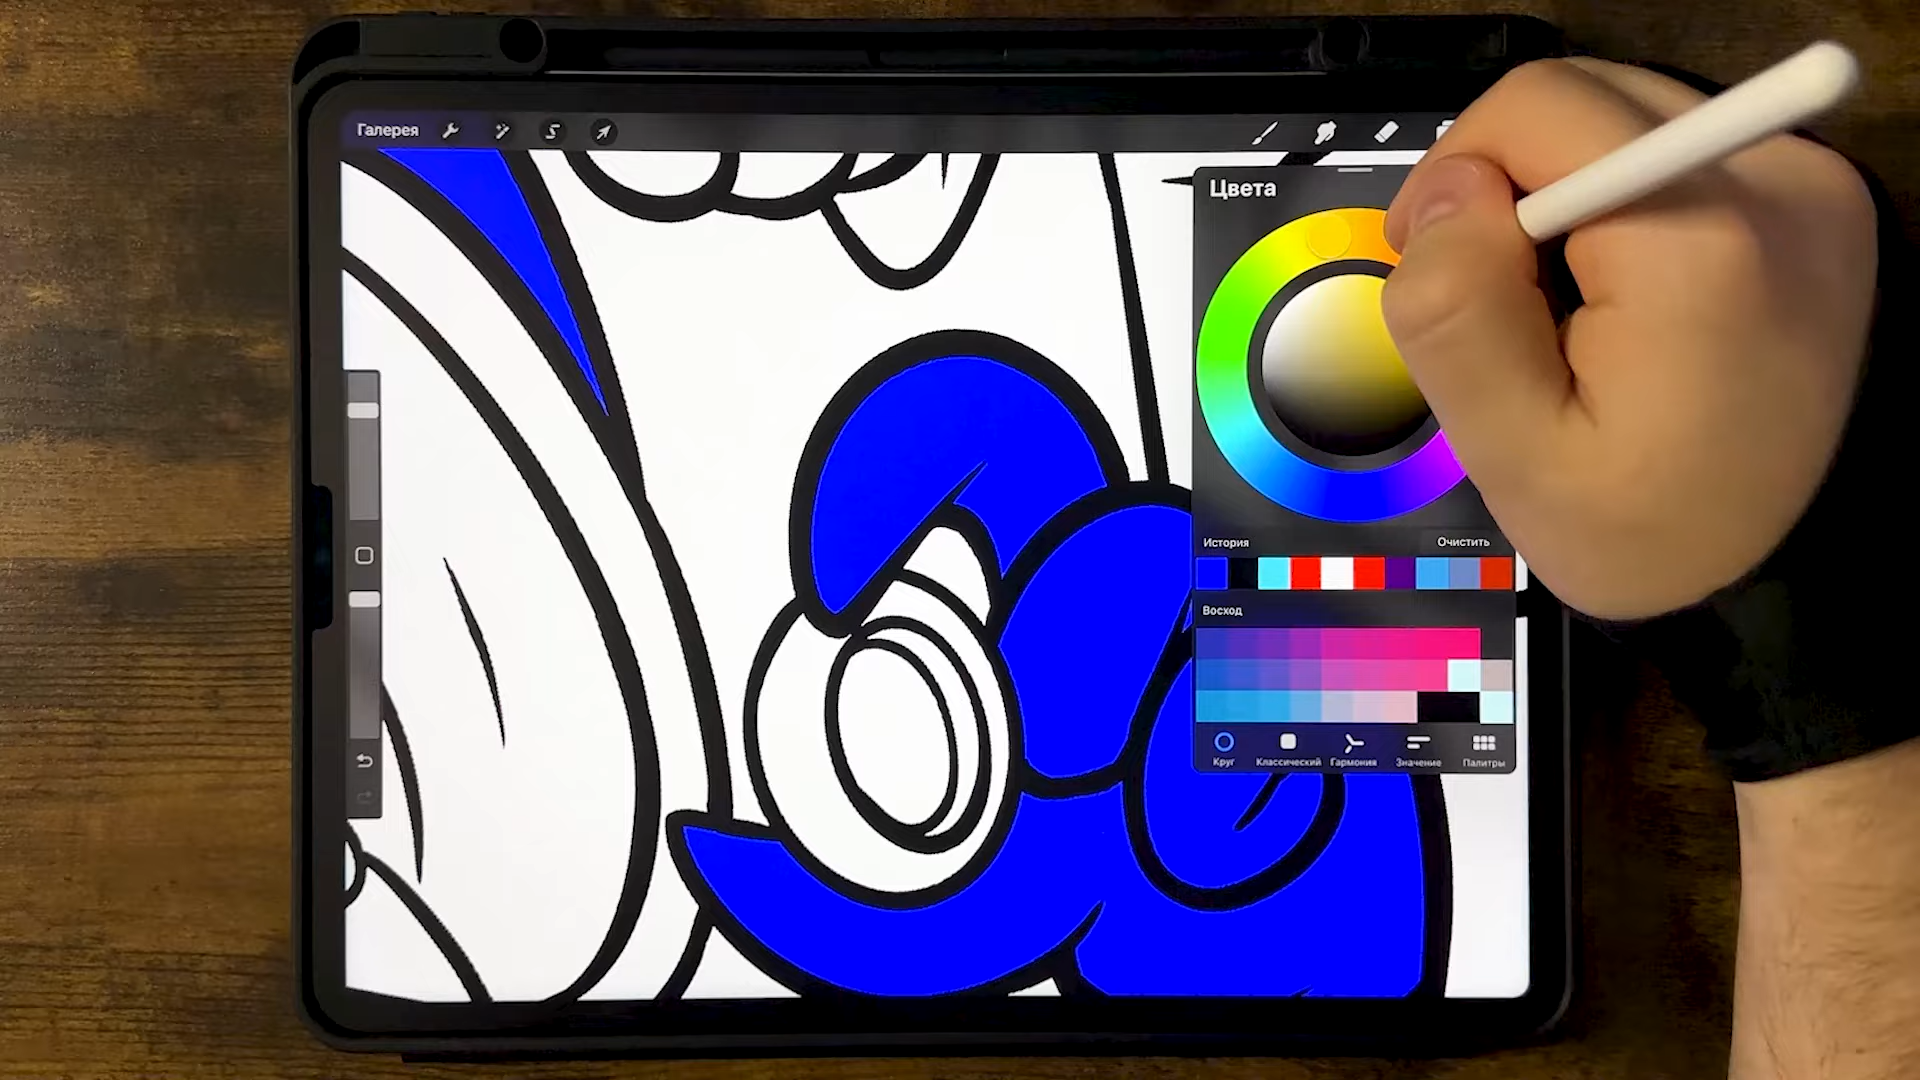 Галерея
Цвета
История
Очистить
Восход
Круг
Классический
Гармония
Значение
Палитры